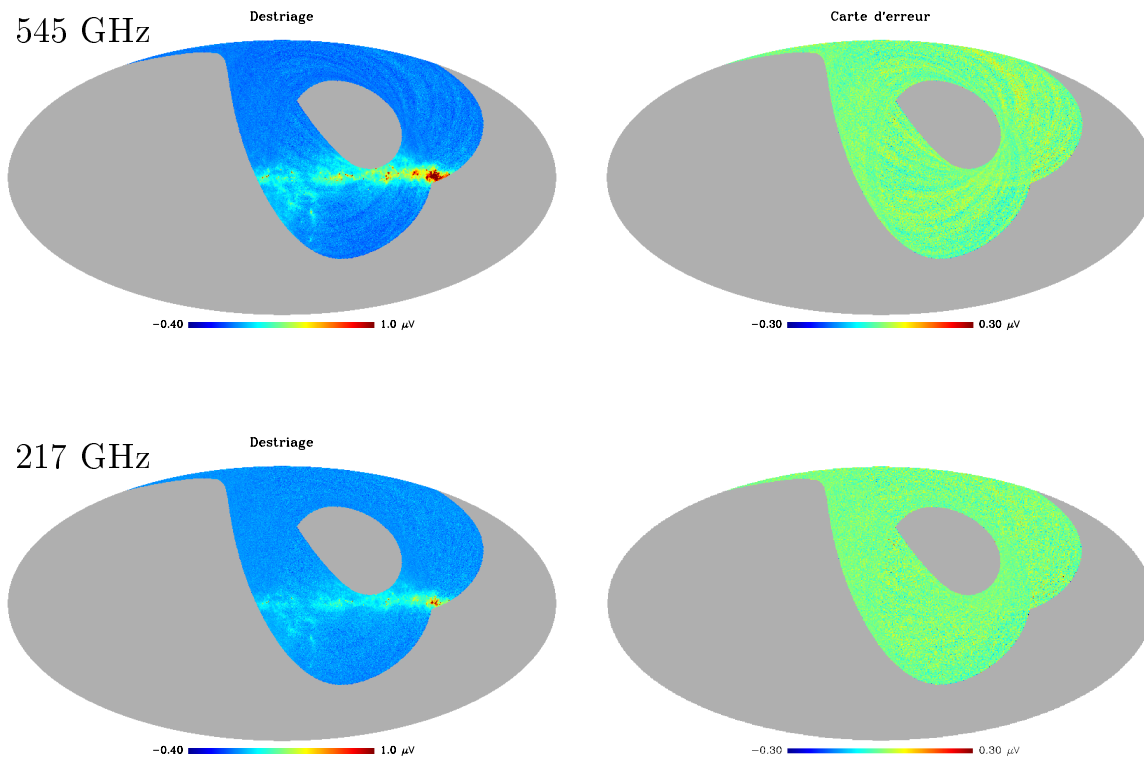 545 GHz
Destriage
Carte d'erreur
−0.40 1.0 μV
−0.30 0.30 μV
217 GHz
Destriage
−0.40 1.0 μV
−0.30 0.30 μV